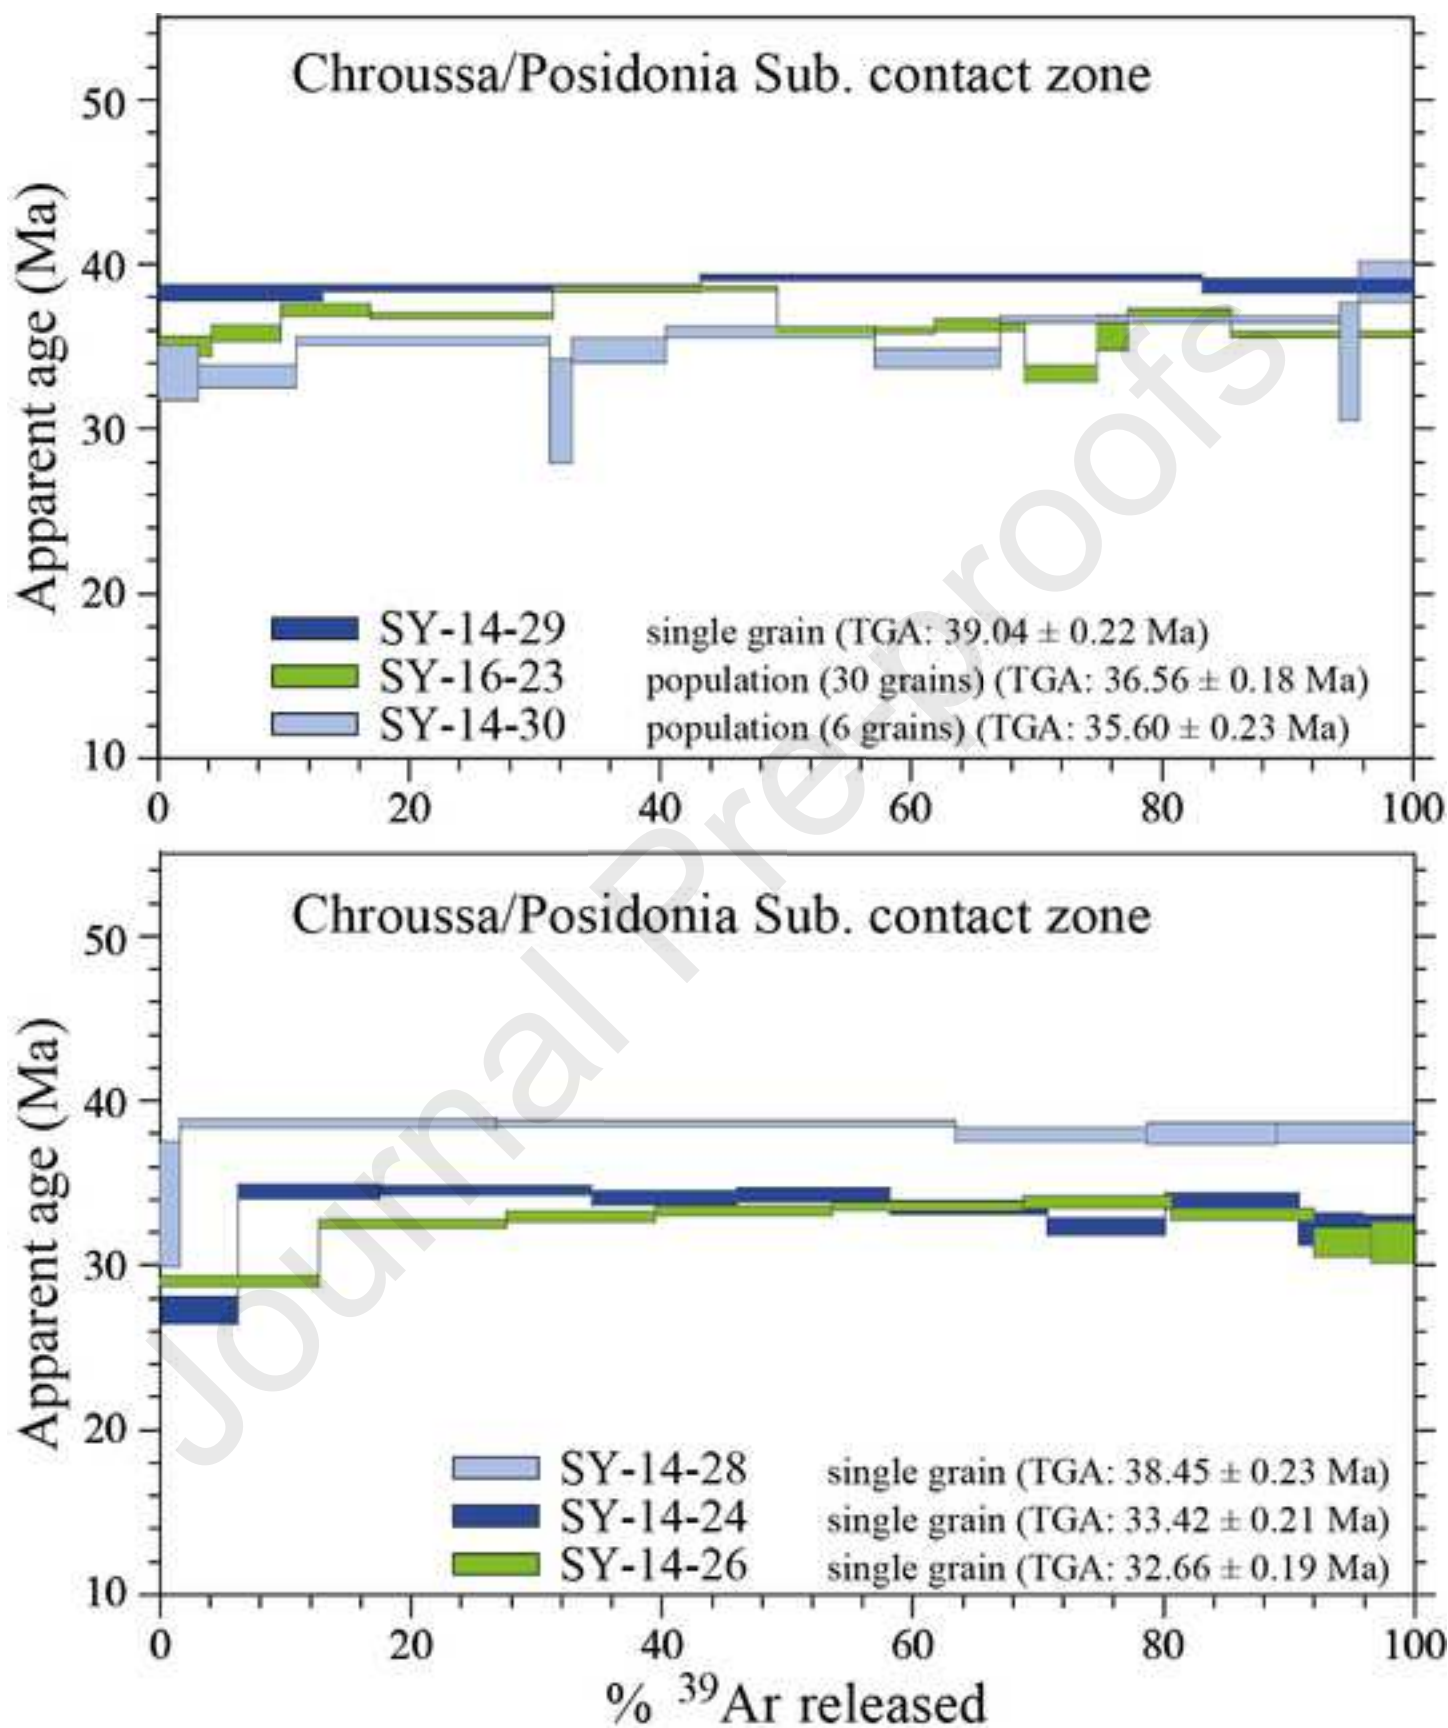 Chroussa/Posidonia Sub. contact zone
50
40
30
20
10
Apparent age (Ma)
SY-14-29 single grain (TGA: 39.04 ± 0.22 Ma)
SY-16-23 population (30 grains) (TGA: 36.56 ± 0.18 Ma)
SY-14-30 population (6 grains) (TGA: 35.60 ± 0.23 Ma)
0 20 40 60 80 100
Chroussa/Posidonia Sub. contact zone
50
40
30
20
10
Apparent age (Ma)
SY-14-28 single grain (TGA: 38.45 ± 0.23 Ma)
SY-14-24 single grain (TGA: 33.42 ± 0.21 Ma)
SY-14-26 single grain (TGA: 32.66 ± 0.19 Ma)
0 20 40 60 80 100
% ³⁹Ar released
Journal Pre-proofs